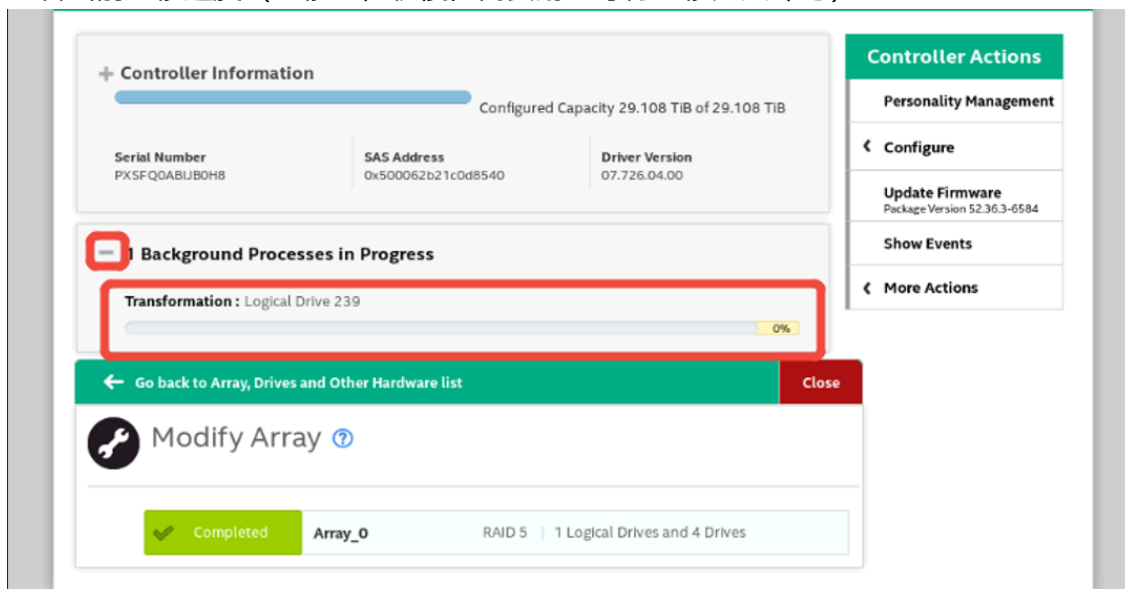 Controller Information
Configured Capacity 29.108 TiB of 29.108 TiB
Serial Number
PXSFQ0ABIJB0H8
SAS Address
0x500062b21c0d8540
Driver Version
07.726.04.00
1 Background Processes in Progress
Transformation : Logical Drive 239
0%
Go back to Array, Drives and Other Hardware list
Close
Modify Array
Completed
Array_0
RAID 5
1 Logical Drives and 4 Drives
Controller Actions
Personality Management
Configure
Update Firmware
Package Version 52.36.3-6584
Show Events
More Actions